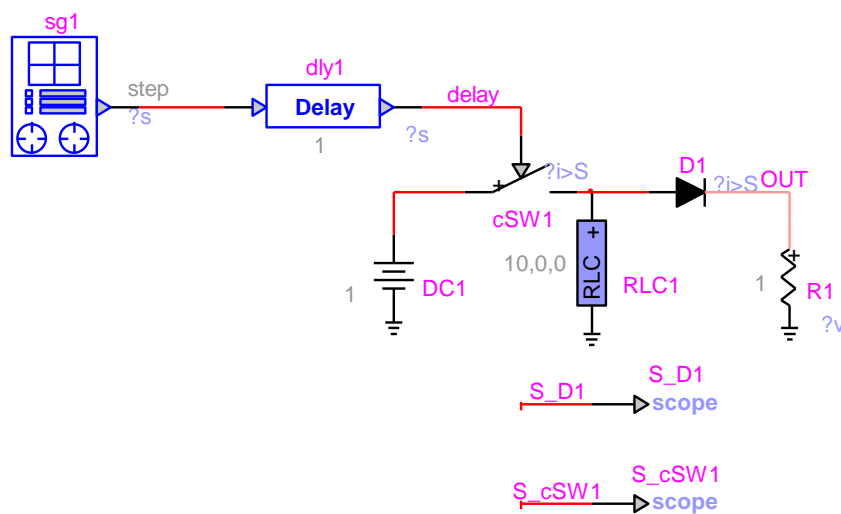 sg1
step
?s
dly1
Delay
1
?s
delay
?i>S
+
cSW1
D1
?i>S
OUT
1
DC1
10,0,0
+
RLC
RLC1
1
+
R1
?v
S_D1
S_D1
scope
S_cSW1
S_cSW1
scope